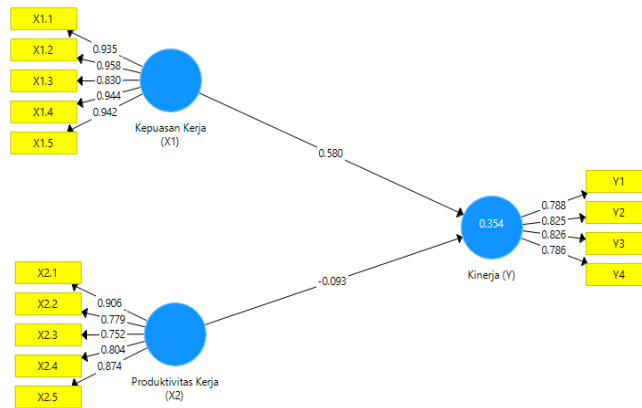 X1.1
X1.2
X1.3
X1.4
X1.5
0.935
0.958
0.830
0.944
0.942
Kepuasan Kerja
(X1)
0.580
X2.1
X2.2
X2.3
X2.4
X2.5
0.906
0.779
0.752
0.804
0.874
Produktivitas Kerja
(X2)
-0.093
0.354
Kinerja (Y)
0.788
0.825
0.826
0.786
Y1
Y2
Y3
Y4